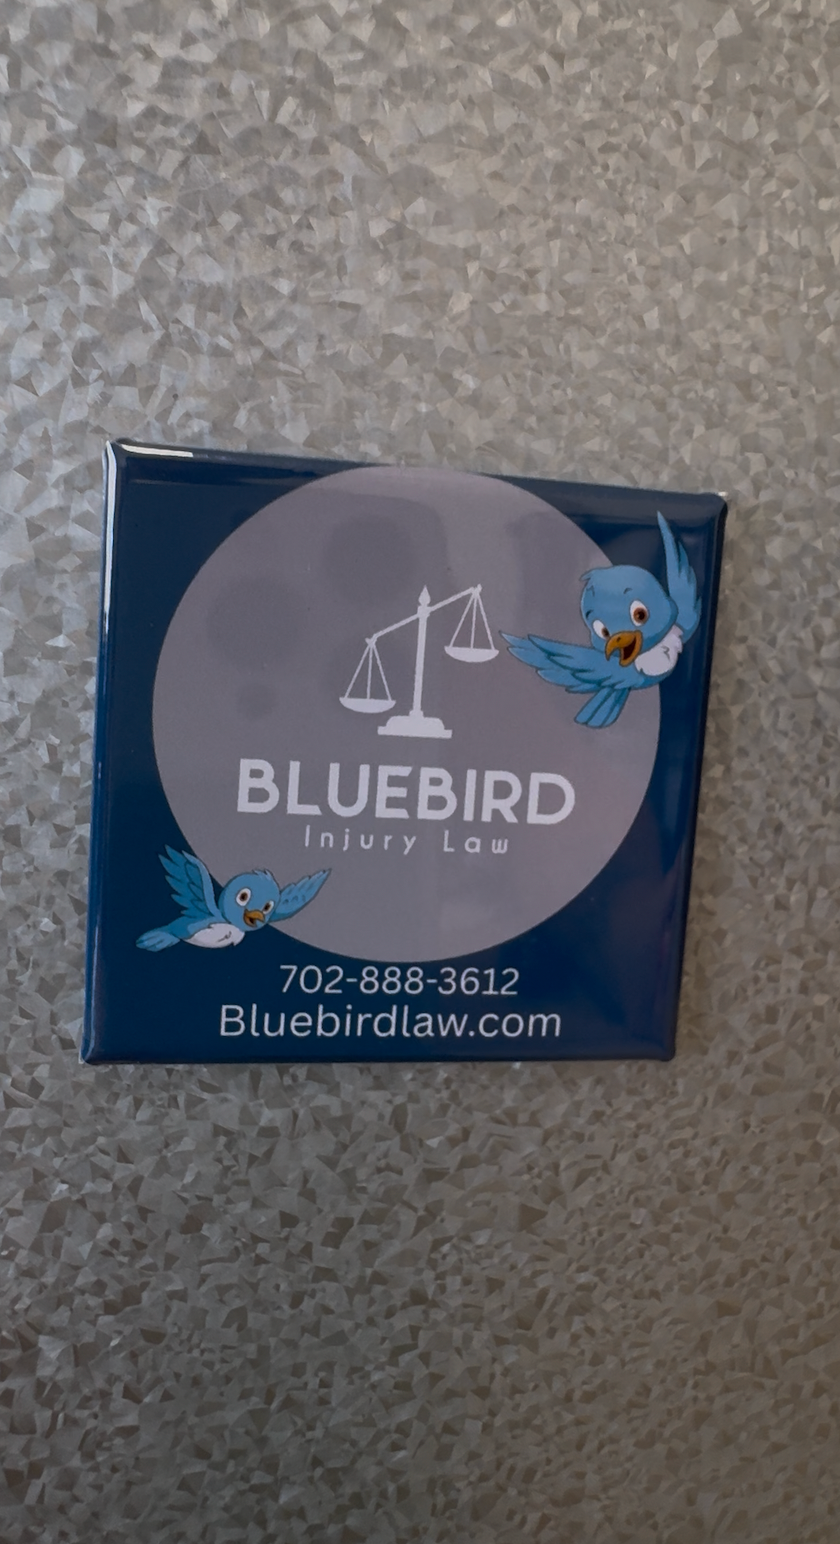 BLUEBIRD
Injury Law
702-888-3612
Bluebirdlaw.com